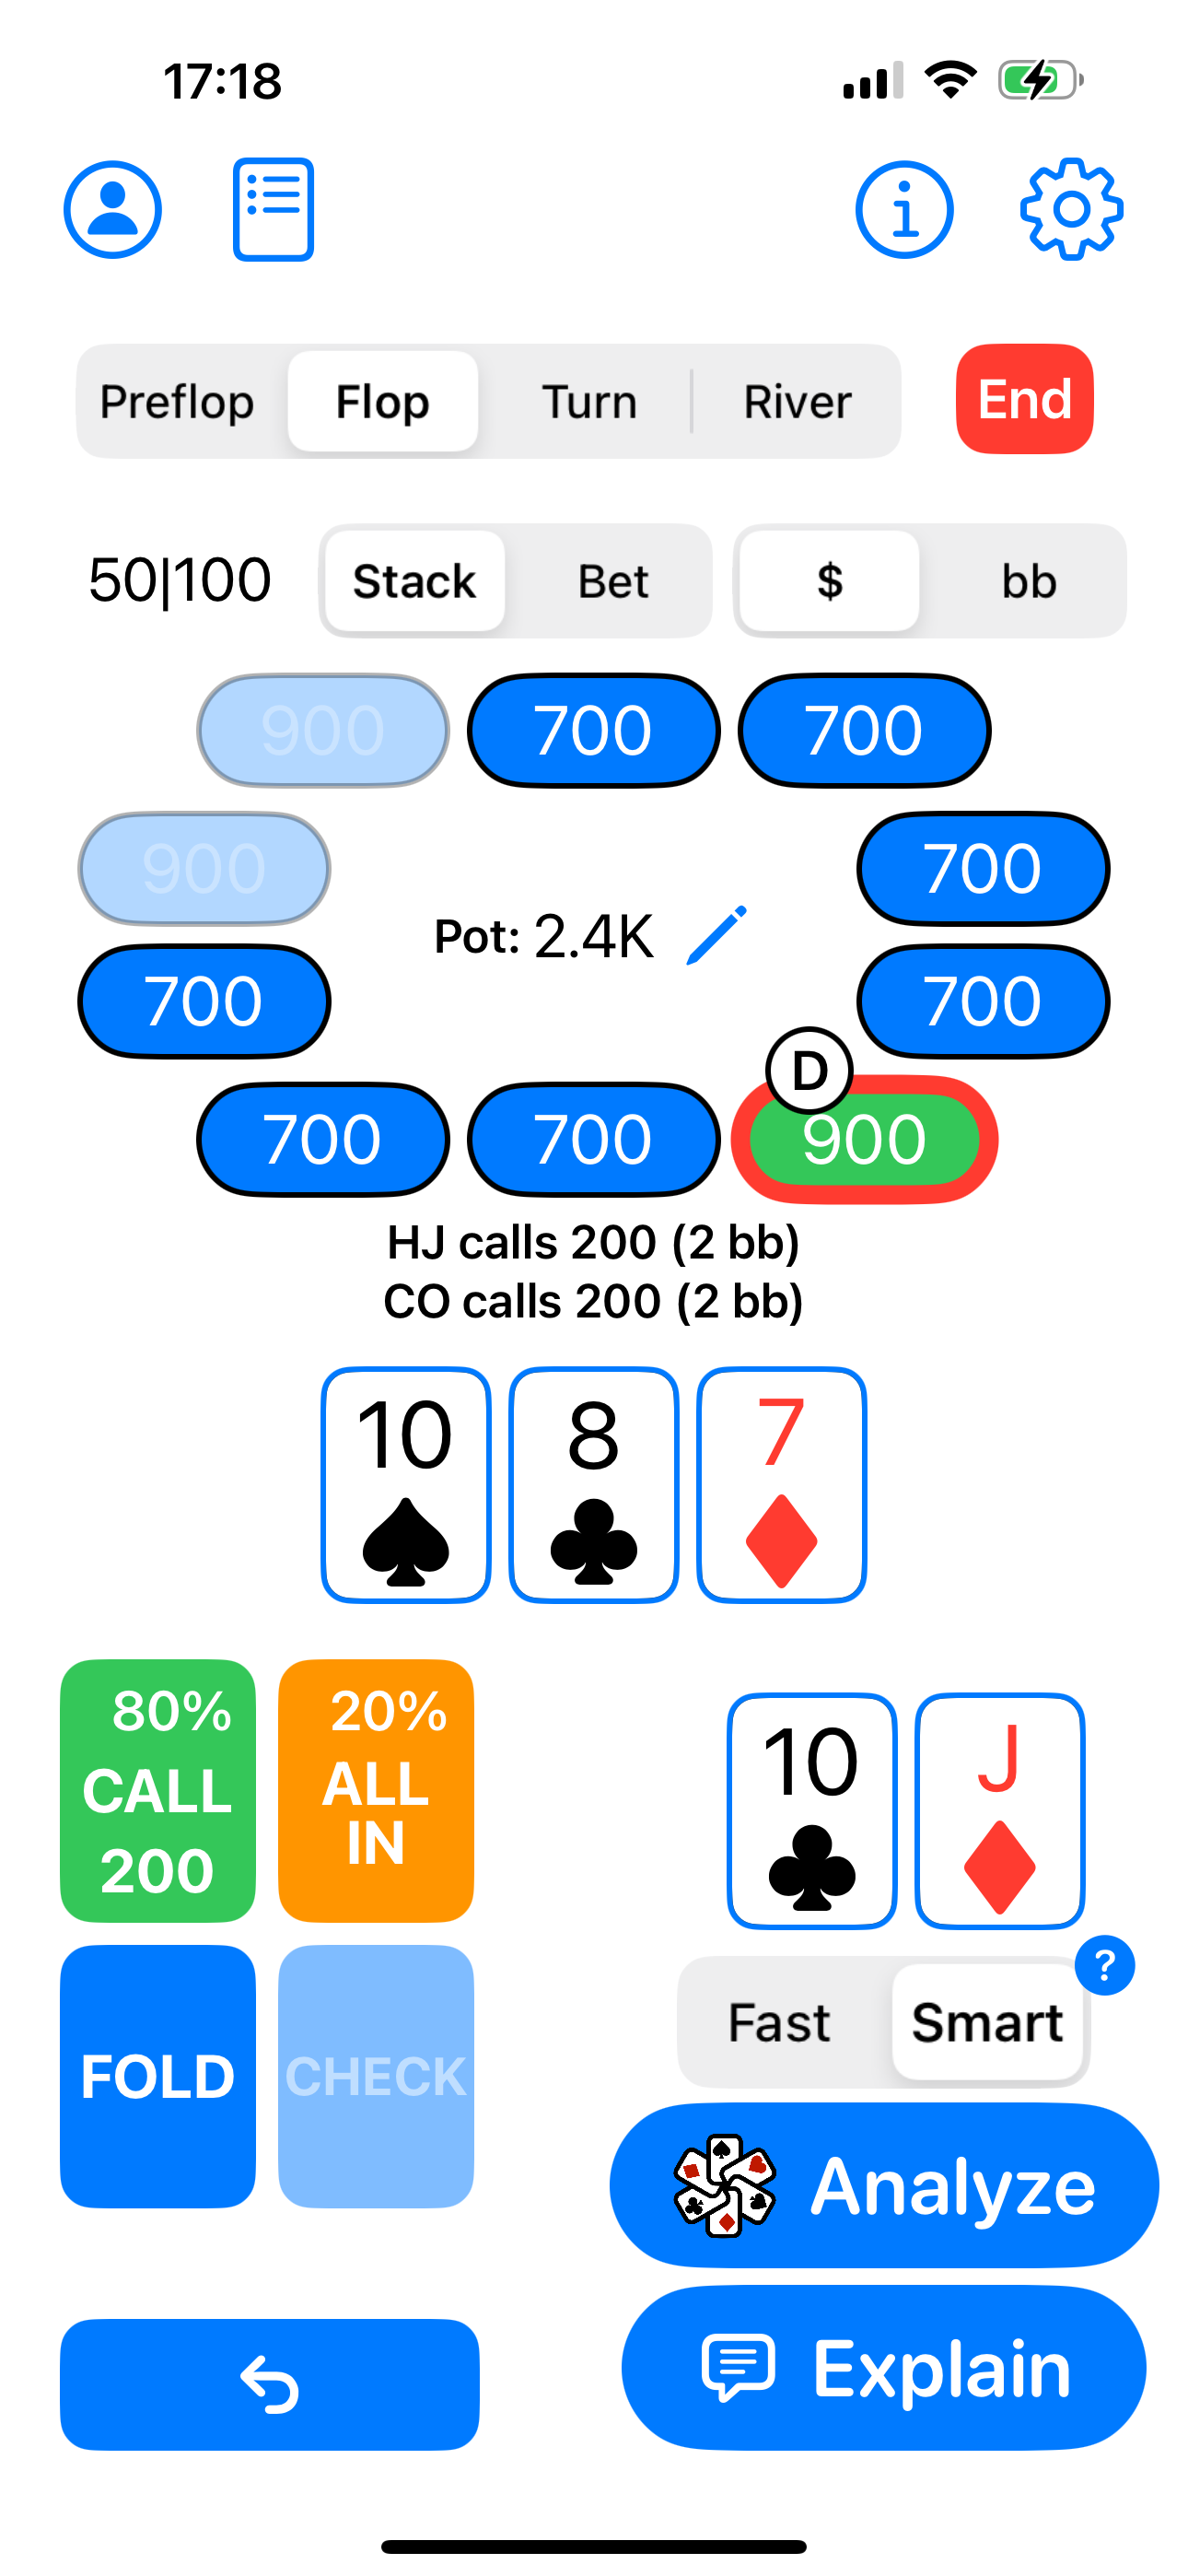 17:18
Preflop Flop Turn River End
50|100 Stack Bet $ bb
900 700 700
900 700
Pot: 2.4K
700 700
D
700 700 900
HJ calls 200 (2 bb)
CO calls 200 (2 bb)
10 8 7
80% 20%
CALL ALL
200 IN
10 J
?
Fast Smart
FOLD CHECK
Analyze
Explain